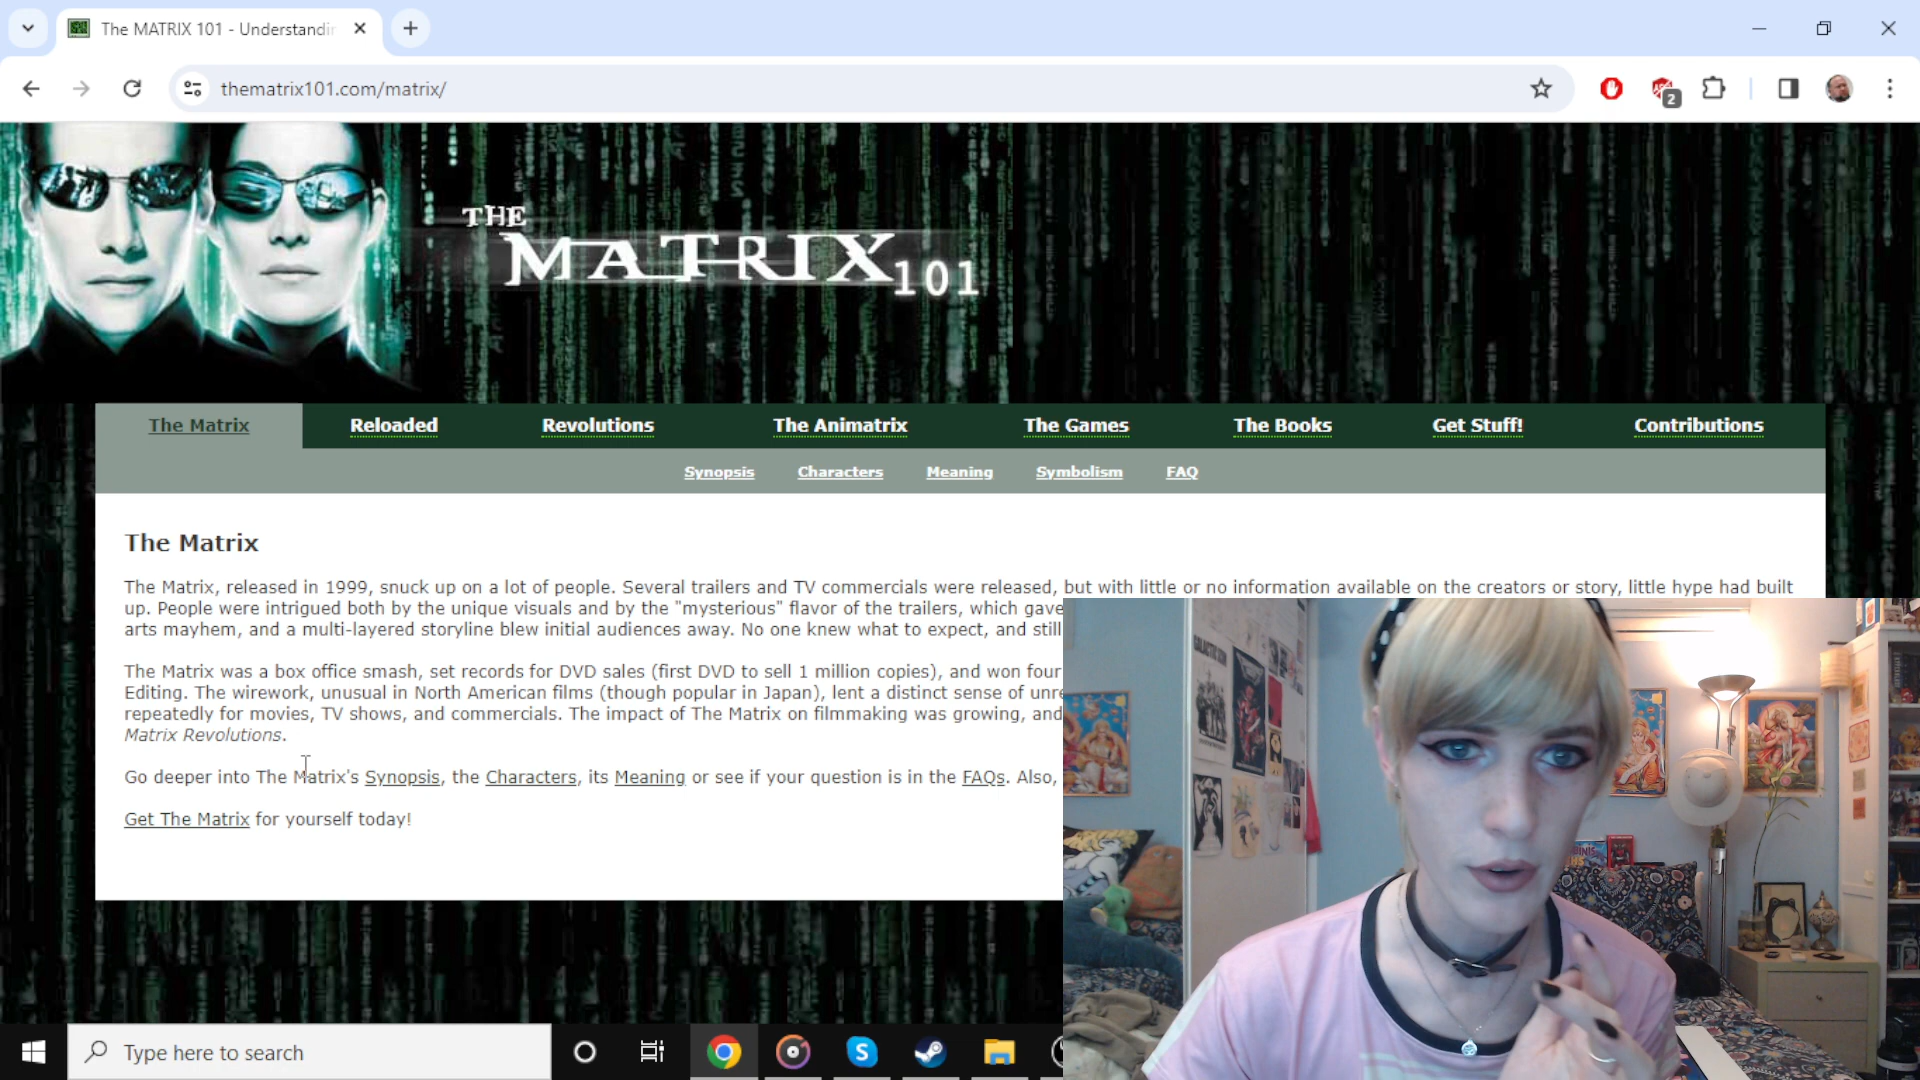 The MATRIX 101 - Understandin
thematrix101.com/matrix/
2
THE
MATRIX 101
The Matrix
Reloaded
Revolutions
The Animatrix
The Games
The Books
Get Stuff!
Contributions
Synopsis
Characters
Meaning
Symbolism
FAQ
The Matrix
The Matrix, released in 1999, snuck up on a lot of people. Several trailers and TV commercials were released, but with little or no information available on the creators or story, little hype had built
up. People were intrigued both by the unique visuals and by the "mysterious" flavor of the trailers, which gave
arts mayhem, and a multi-layered storyline blew initial audiences away. No one knew what to expect, and still
The Matrix was a box office smash, set records for DVD sales (first DVD to sell 1 million copies), and won four
Editing. The wirework, unusual in North American films (though popular in Japan), lent a distinct sense of unre
repeatedly for movies, TV shows, and commercials. The impact of The Matrix on filmmaking was growing, and
Matrix Revolutions.
Go deeper into The Matrix's Synopsis, the Characters, its Meaning or see if your question is in the FAQs. Also,
Get The Matrix for yourself today!
Type here to search